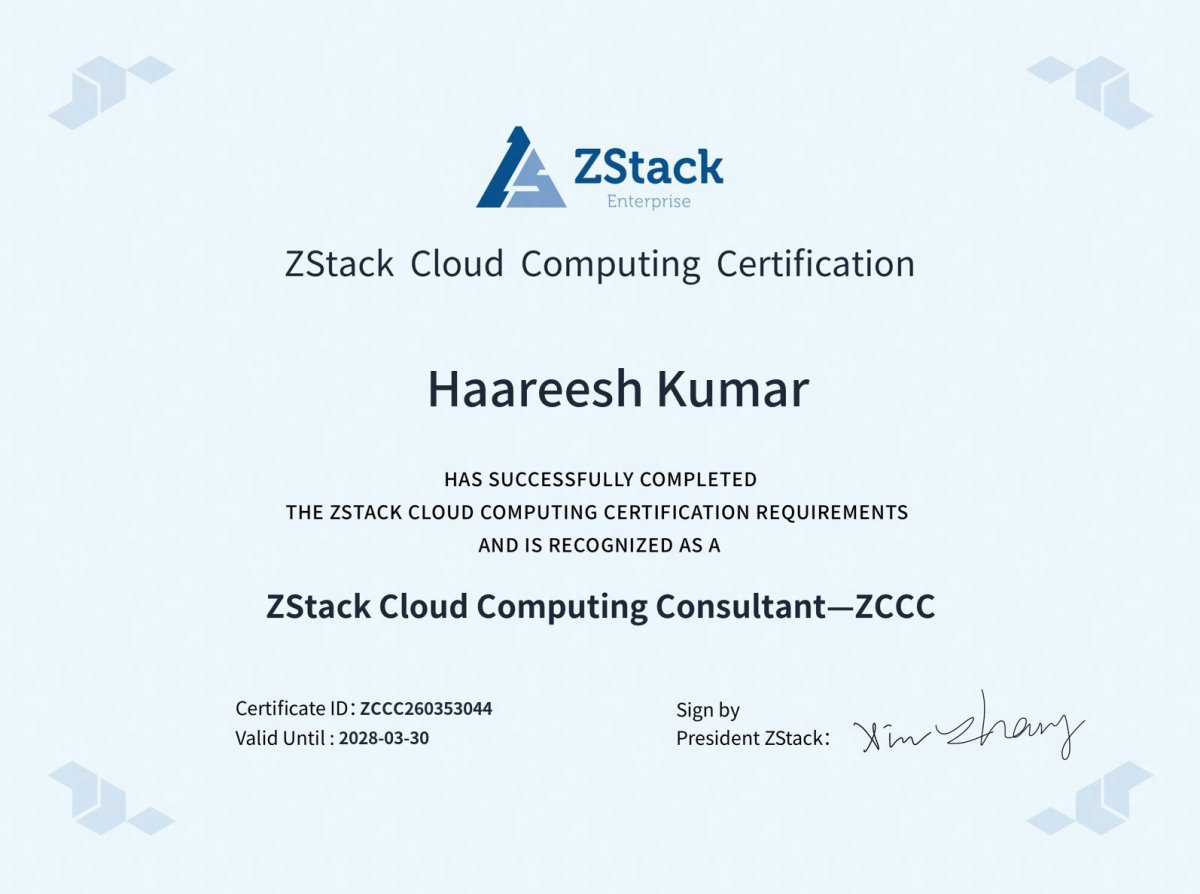 ZStack
Enterprise
ZStack Cloud Computing Certification
Haareesh Kumar
HAS SUCCESSFULLY COMPLETED
THE ZSTACK CLOUD COMPUTING CERTIFICATION REQUIREMENTS
AND IS RECOGNIZED AS A
ZStack Cloud Computing Consultant—ZCCC
Certificate ID: ZCCC260353044
Valid Until : 2028-03-30
Sign by
President ZStack: Xin Zhang